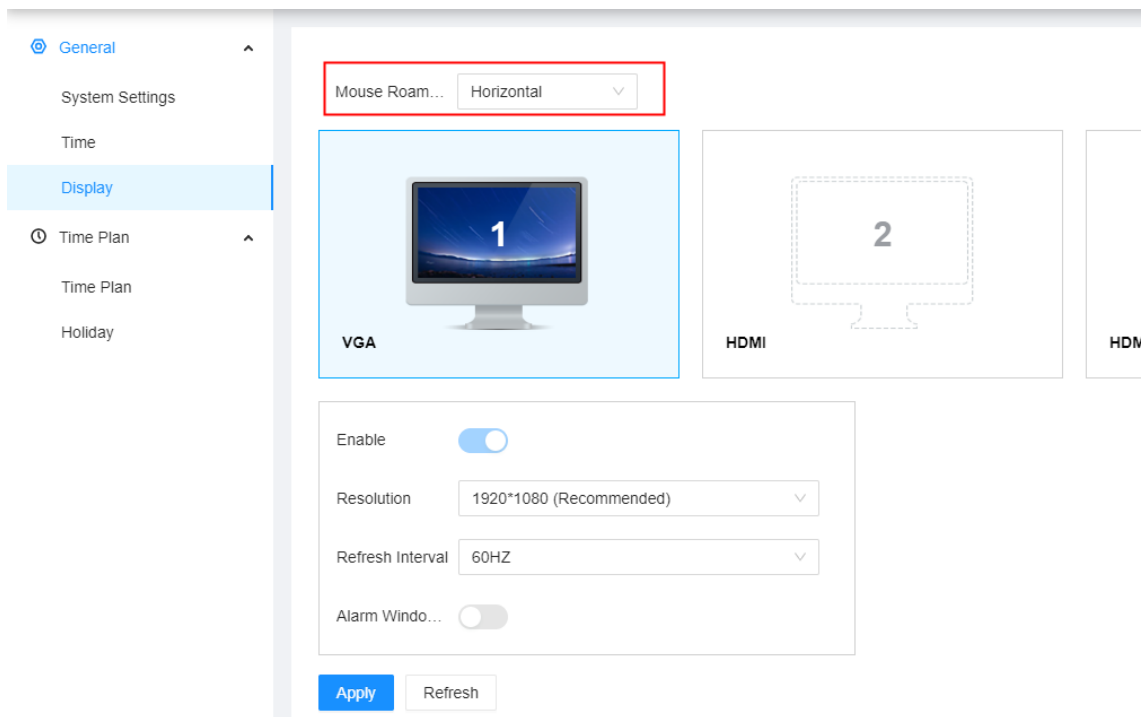 General
System Settings
Time
Display
Time Plan
Time Plan
Holiday
Mouse Roam... Horizontal
1
VGA
2
HDMI
HDM
Enable
Resolution 1920*1080 (Recommended)
Refresh Interval 60HZ
Alarm Windo...
Apply Refresh